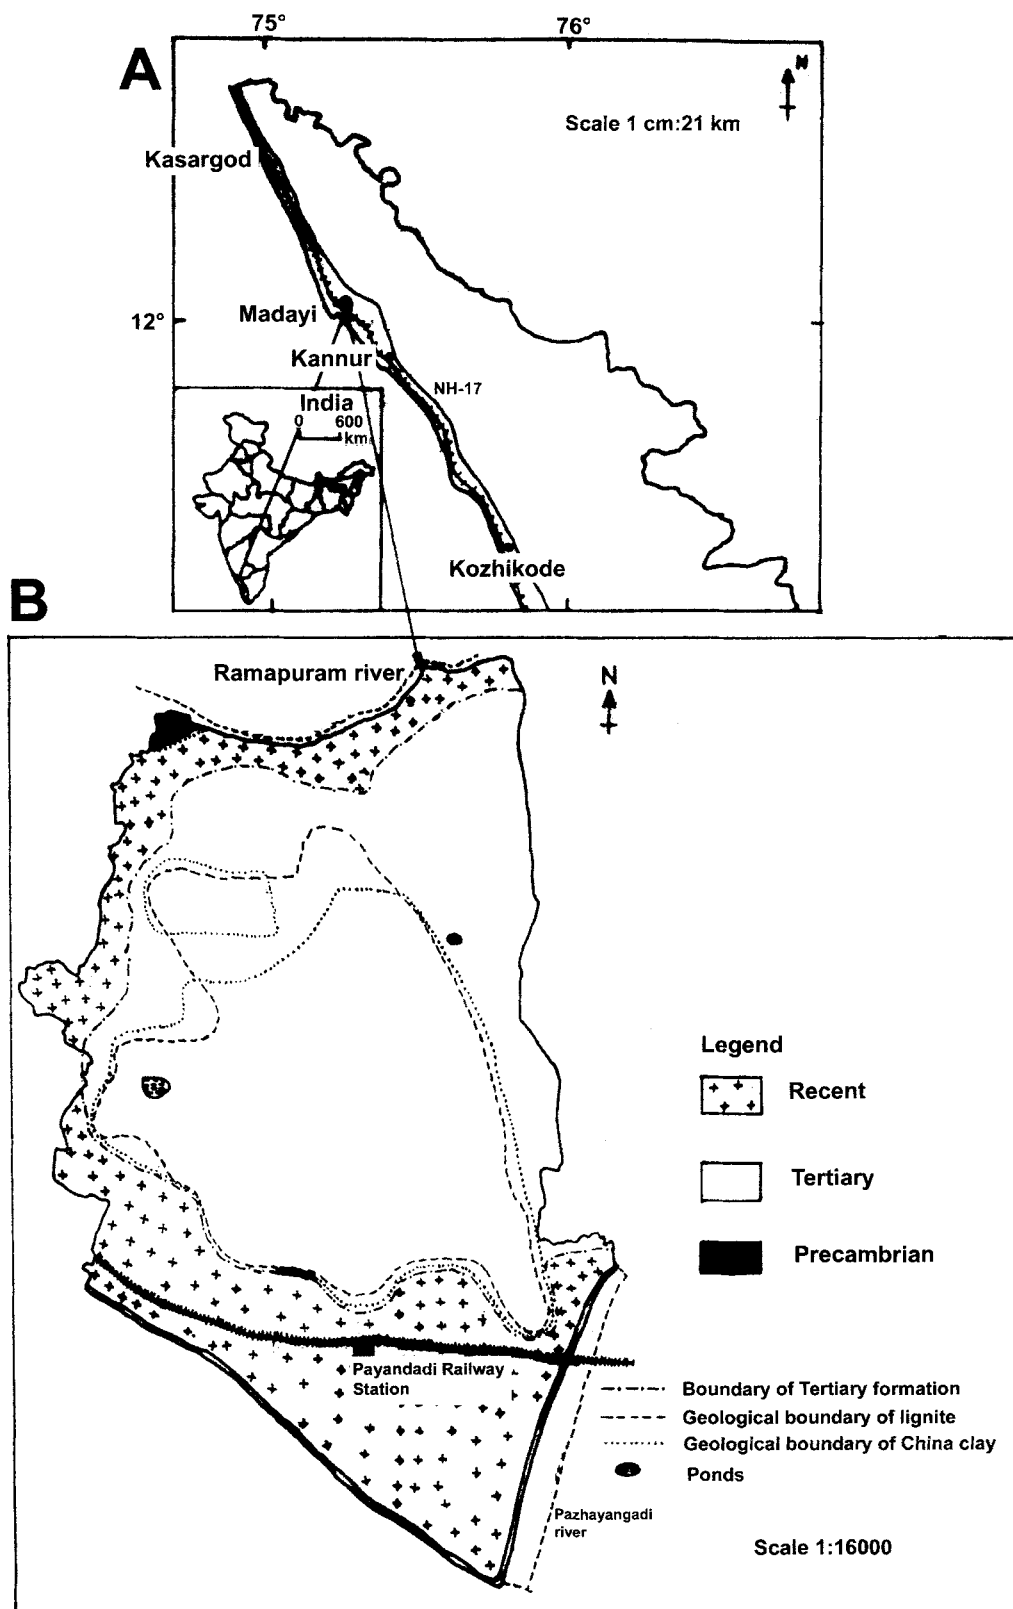 75°
76°
A
N
Scale 1 cm:21 km
Kasargod
Madayi
12°
Kannur
NH-17
India
0 600
km
Kozhikode
B
Ramapuram river
N
Legend
Recent
Tertiary
Precambrian
Payandadi Railway
Station
Boundary of Tertiary formation
Geological boundary of lignite
Geological boundary of China clay
Ponds
Pazhayangadi
river
Scale 1:16000